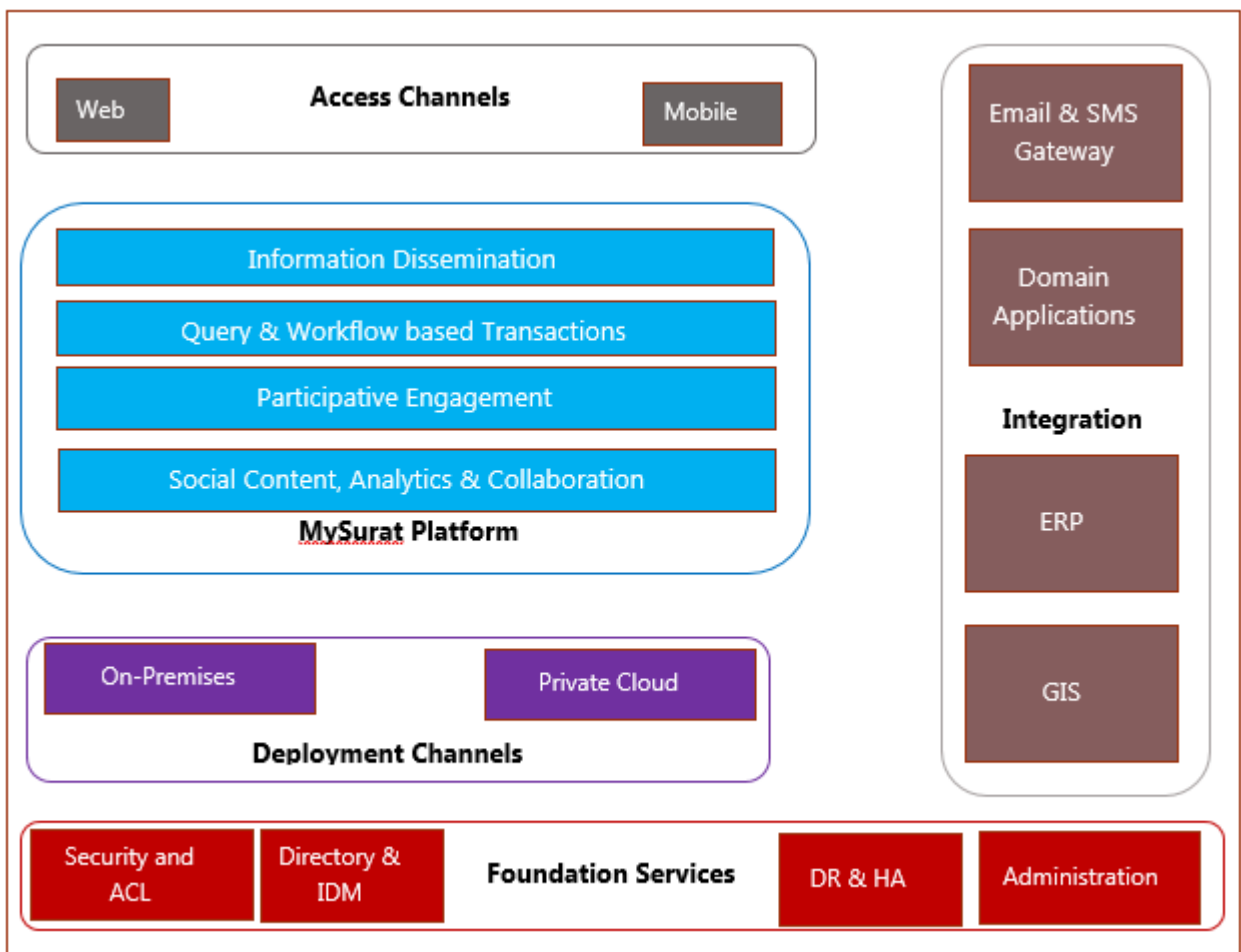 Access Channels
Web
Mobile
Information Dissemination
Query & Workflow based Transactions
Participative Engagement
Social Content, Analytics & Collaboration
MySurat Platform
On-Premises
Private Cloud
Deployment Channels
Email & SMS
Gateway
Domain
Applications
Integration
ERP
GIS
Security and
ACL
Directory &
IDM
Foundation Services
DR & HA
Administration